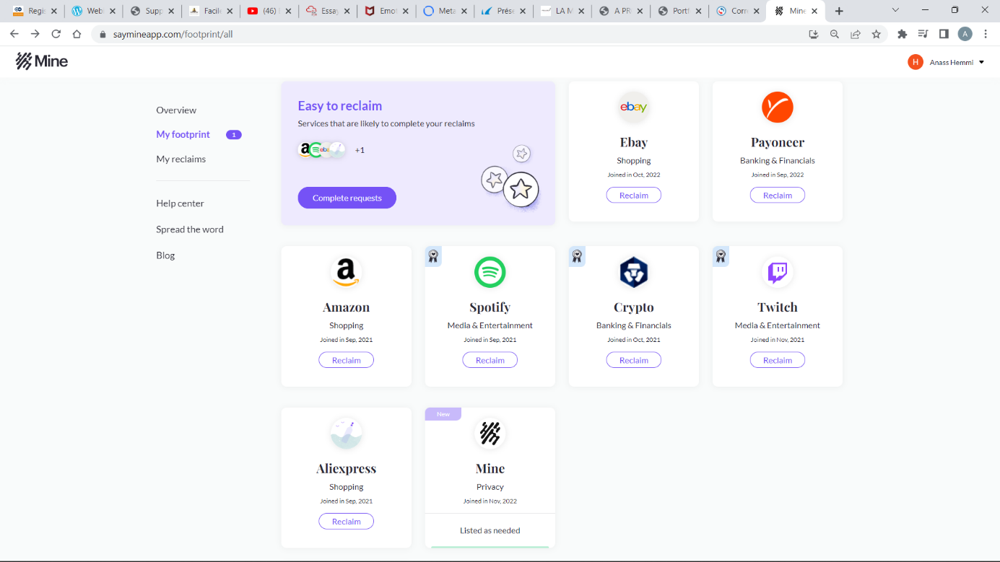 Regis
Webi
Supp
Facile
(46)
Essay
Emot
Meta
Prése
LA M
A PR
Portf
Corr
Mine
saymineapp.com/footprint/all
A
Mine
H
Anass Hemmi
Overview
My footprint 1
My reclaims
Help center
Spread the word
Blog
Easy to reclaim
Services that are likely to complete your reclaims
a ebay +1
Complete requests
ebay
Ebay
Shopping
Joined in Oct, 2022
Reclaim
Payoneer
Banking & Financials
Joined in Sep, 2022
Reclaim
a
Amazon
Shopping
Joined in Sep, 2021
Reclaim
Spotify
Media & Entertainment
Joined in Sep, 2021
Reclaim
Crypto
Banking & Financials
Joined in Oct, 2021
Reclaim
Twitch
Media & Entertainment
Joined in Nov, 2021
Reclaim
Aliexpress
Shopping
Joined in Sep, 2021
Reclaim
New
Mine
Privacy
Joined in Nov, 2022
Listed as needed